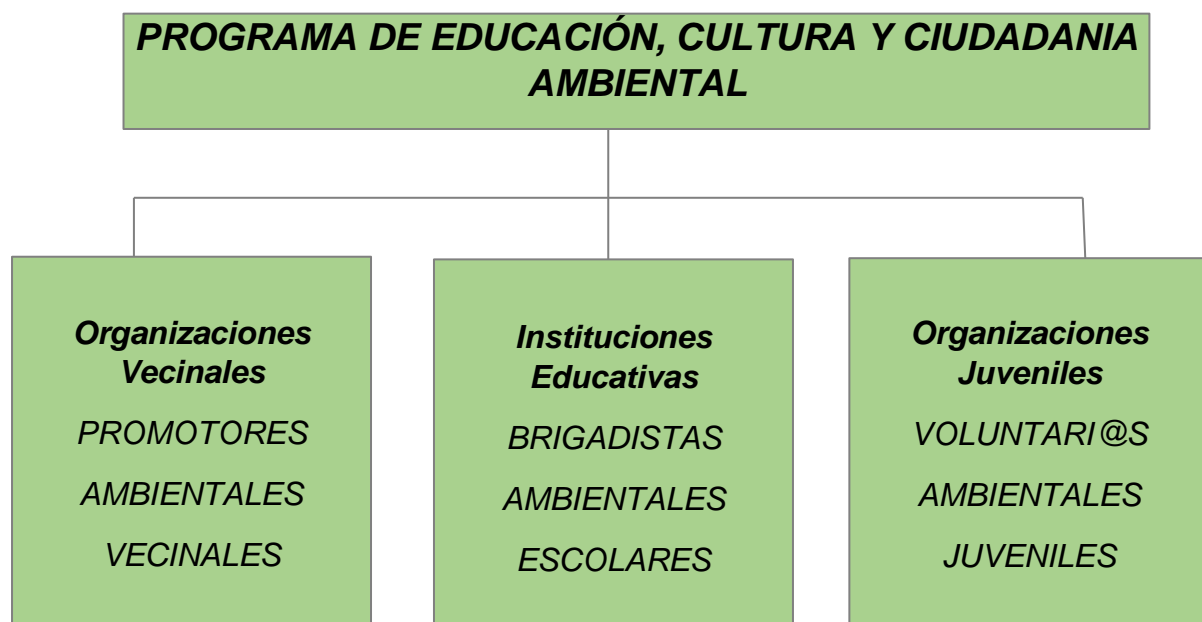 PROGRAMA DE EDUCACIÓN, CULTURA Y CIUDADANIA
AMBIENTAL
Organizaciones
Vecinales
PROMOTORES
AMBIENTALES
VECINALES
Instituciones
Educativas
BRIGADISTAS
AMBIENTALES
ESCOLARES
Organizaciones
Juveniles
VOLUNTARI@S
AMBIENTALES
JUVENILES